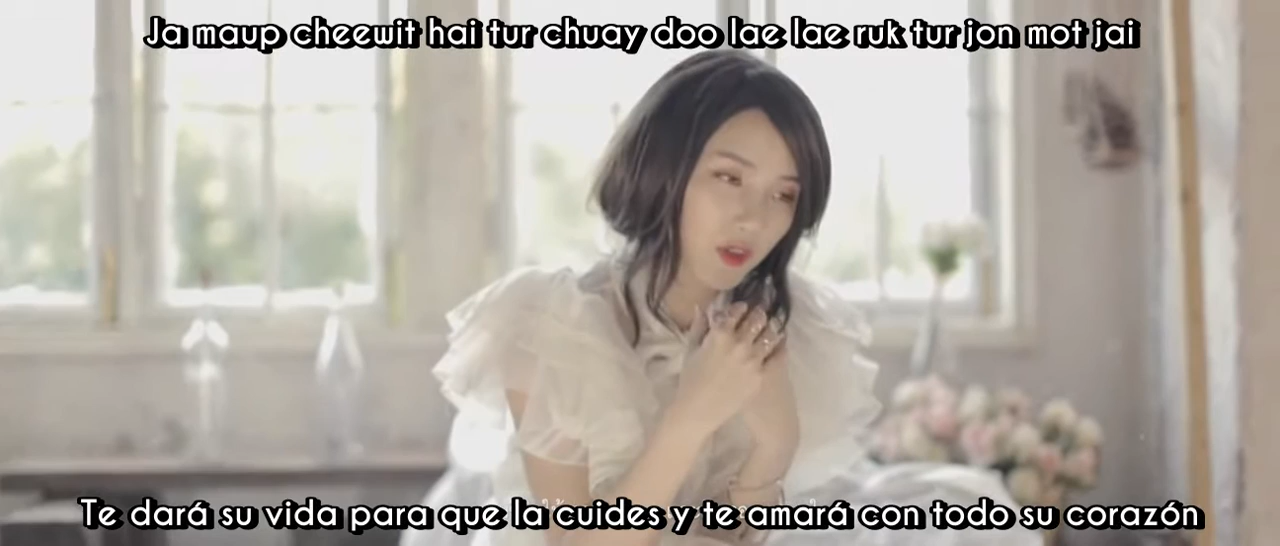 Ja maup cheewit hai tur chuay doo lae lae ruk tur jon mot jai
Te dará su vida para que la cuides y te amará con todo su corazón